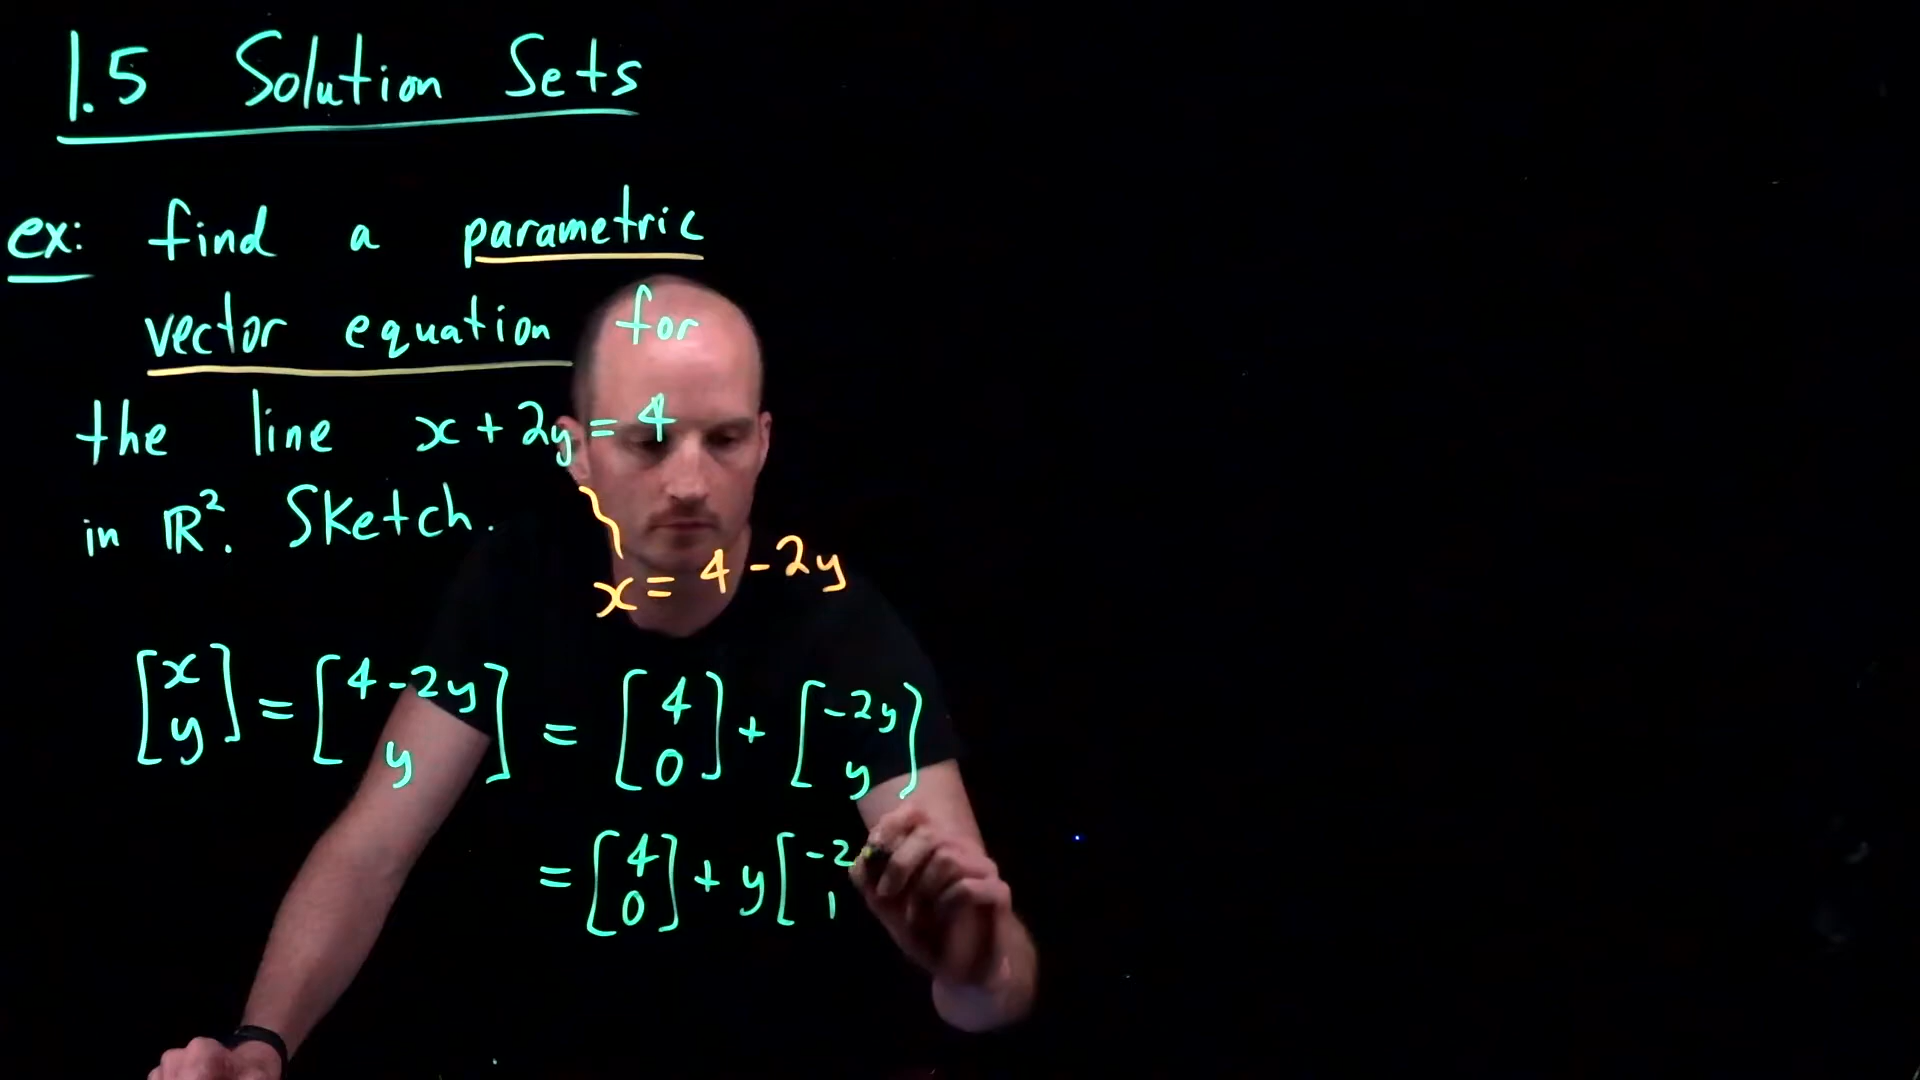 1.5 Solution Sets
ex: find a parametric
vector equation for
the line x + 2y = 4
in ℝ². Sketch.
x = 4 - 2y
[x y] = [4-2y y] = [4 0] + [-2y y]
= [4 0] + y [-2 1